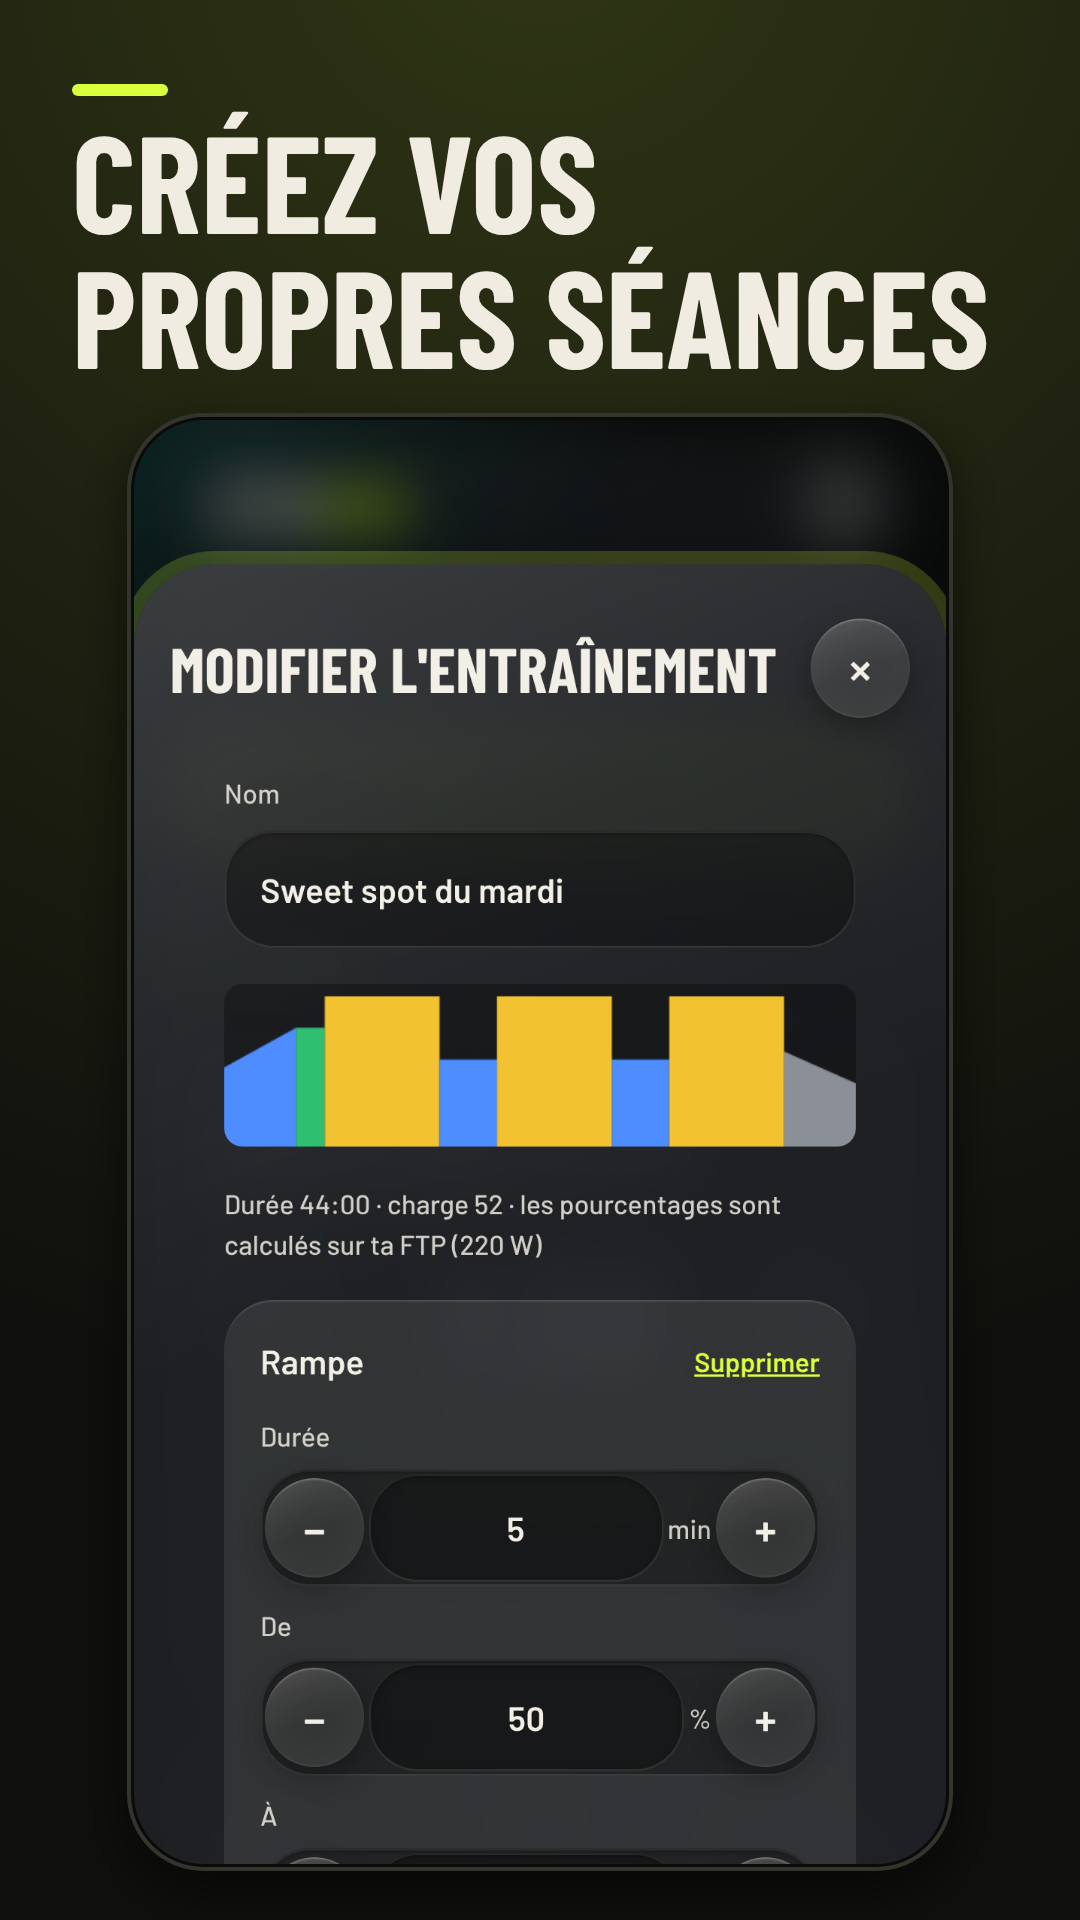 CRÉEZ VOS
PROPRES SÉANCES
MODIFIER L'ENTRAÎNEMENT ×
Nom
Sweet spot du mardi
Durée 44:00 · charge 52 · les pourcentages sont
calculés sur ta FTP (220 W)
Rampe Supprimer
Durée
− 5 min +
De
− 50 % +
À